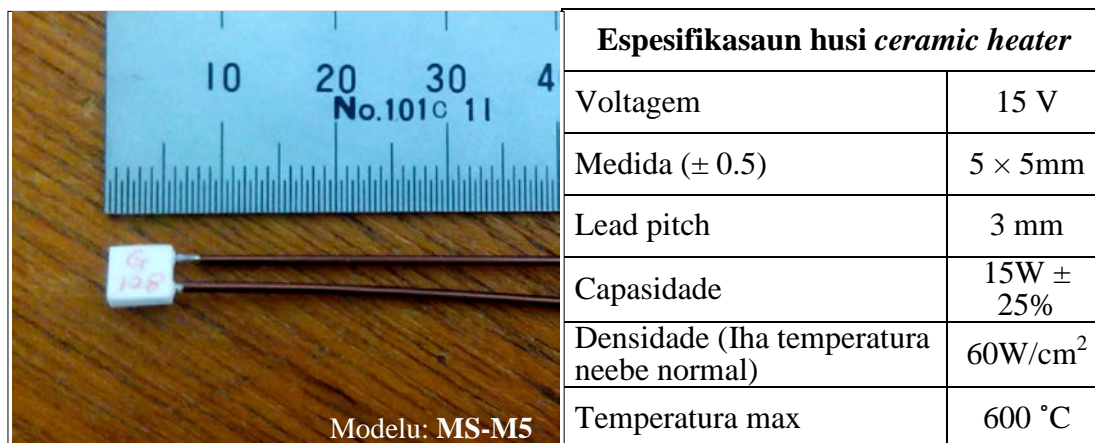 10 20 30 4
No.101C 11
G
128
Modelu: MS-M5
Espesifikasaun husi ceramic heater
Voltagem 15 V
Medida (± 0.5) 5 × 5mm
Lead pitch 3 mm
Capasidade 15W ±
25%
Densidade (Iha temperatura
neebe normal) 60W/cm²
Temperatura max 600 ˚C